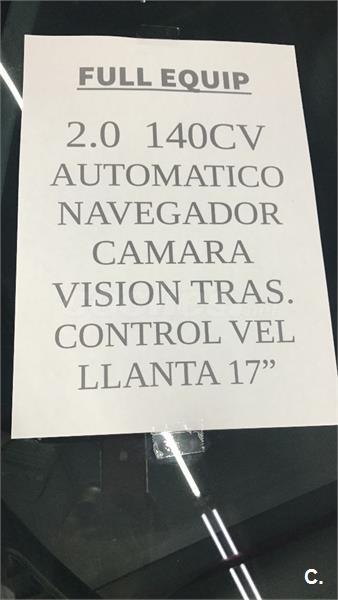 FULL EQUIP
2.0 140CV
AUTOMATICO
NAVEGADOR
CAMARA
VISION TRAS.
CONTROL VEL
LLANTA 17”
C.